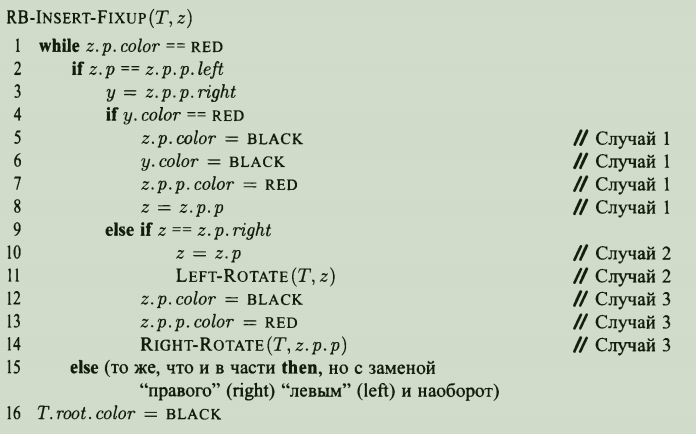 RB-INSERT-FIXUP(T, z)
1 while z.p.color == RED
2 if z.p == z.p.p.left
3 y = z.p.p.right
4 if y.color == RED
5 z.p.color = BLACK // Случай 1
6 y.color = BLACK // Случай 1
7 z.p.p.color = RED // Случай 1
8 z = z.p.p // Случай 1
9 else if z == z.p.right
10 z = z.p // Случай 2
11 LEFT-ROTATE(T, z) // Случай 2
12 z.p.color = BLACK // Случай 3
13 z.p.p.color = RED // Случай 3
14 RIGHT-ROTATE(T, z.p.p) // Случай 3
15 else (то же, что и в части then, но с заменой
“правого” (right) “левым” (left) и наоборот)
16 T.root.color = BLACK